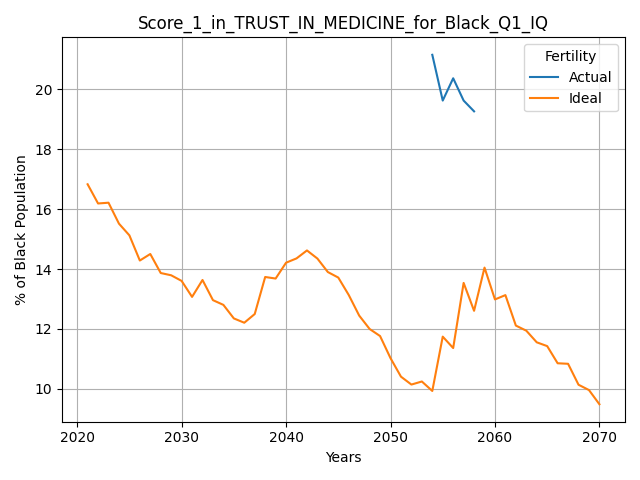 Score_1_in_TRUST_IN_MEDICINE_for_Black_Q1_IQ
Fertility
Actual
Ideal
% of Black Population
20
18
16
14
12
10
2020
2030
2040
2050
2060
2070
Years